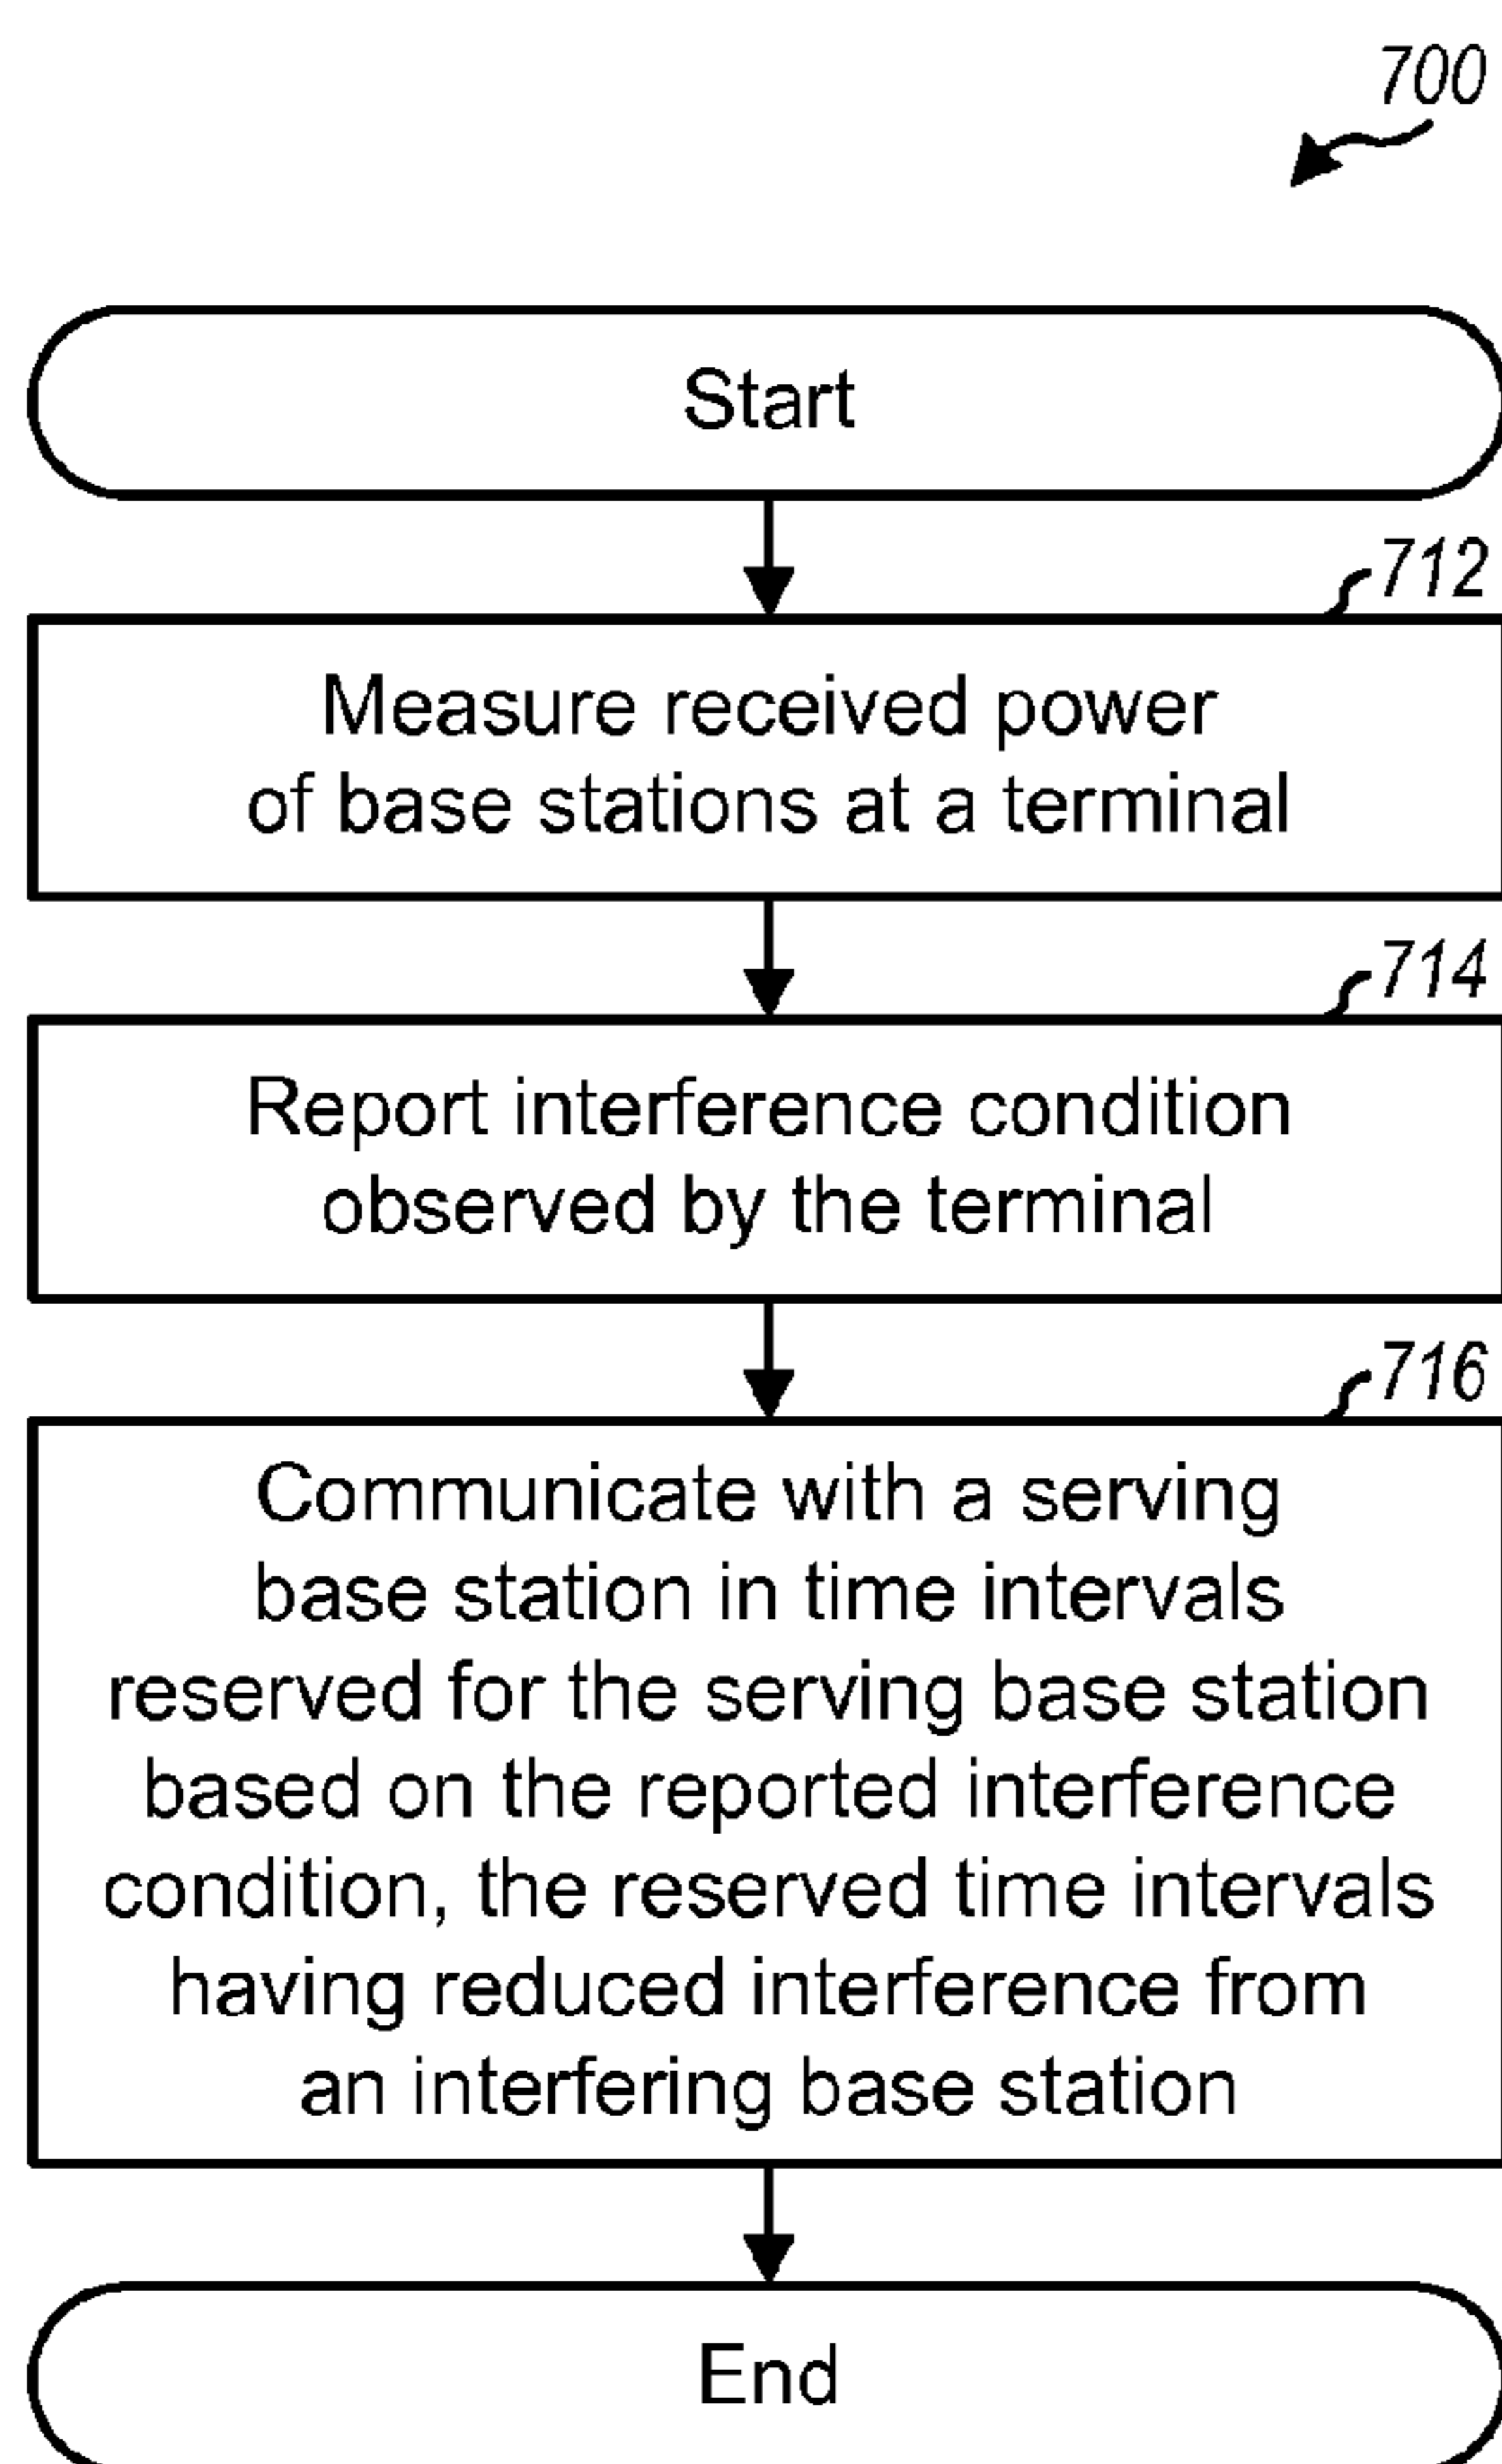 700
Start
712
Measure received power
of base stations at a terminal
714
Report interference condition
observed by the terminal
716
Communicate with a serving
base station in time intervals
reserved for the serving base station
based on the reported interference
condition, the reserved time intervals
having reduced interference from
an interfering base station
End